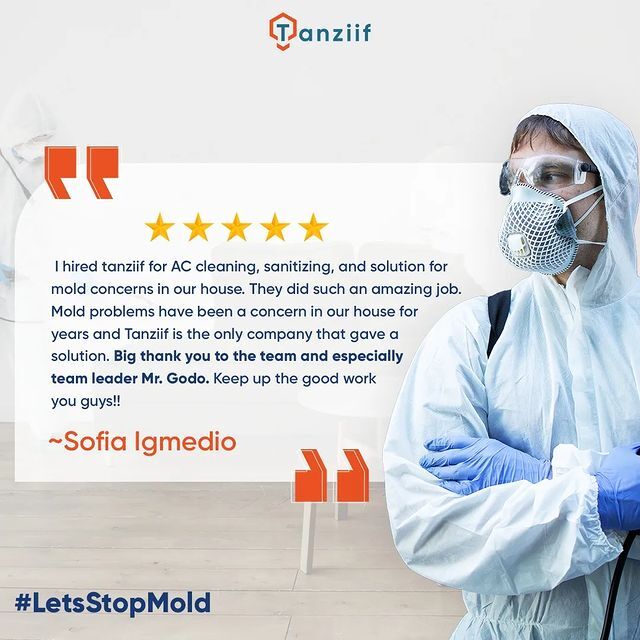 Tanziif
I hired tanziif for AC cleaning, sanitizing, and solution for
mold concerns in our house. They did such an amazing job.
Mold problems have been a concern in our house for
years and Tanziif is the only company that gave a
solution. Big thank you to the team and especially
team leader Mr. Godo. Keep up the good work
you guys!!
~Sofia Igmedio
#LetsStopMold